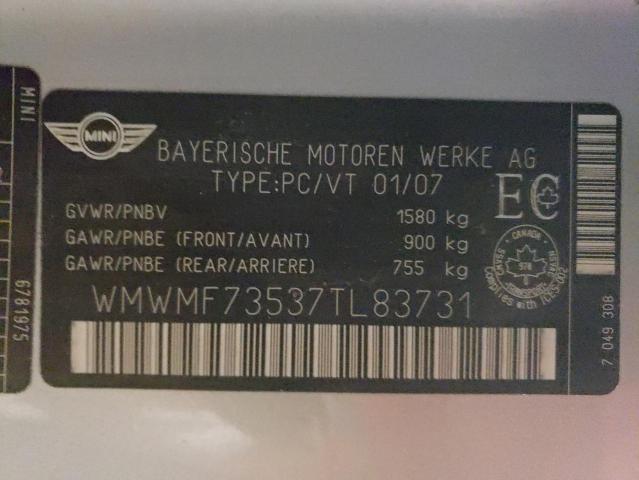 MINI
6781975
MINI
BAYERISCHE MOTOREN WERKE AG
TYPE:PC/VT 01/07
GVWR/PNBV 1580 kg
GAWR/PNBE (FRONT/AVANT) 900 kg
GAWR/PNBE (REAR/ARRIERE) 755 kg
WMWMF73537TL83731
EC
CANADA
7 049 308